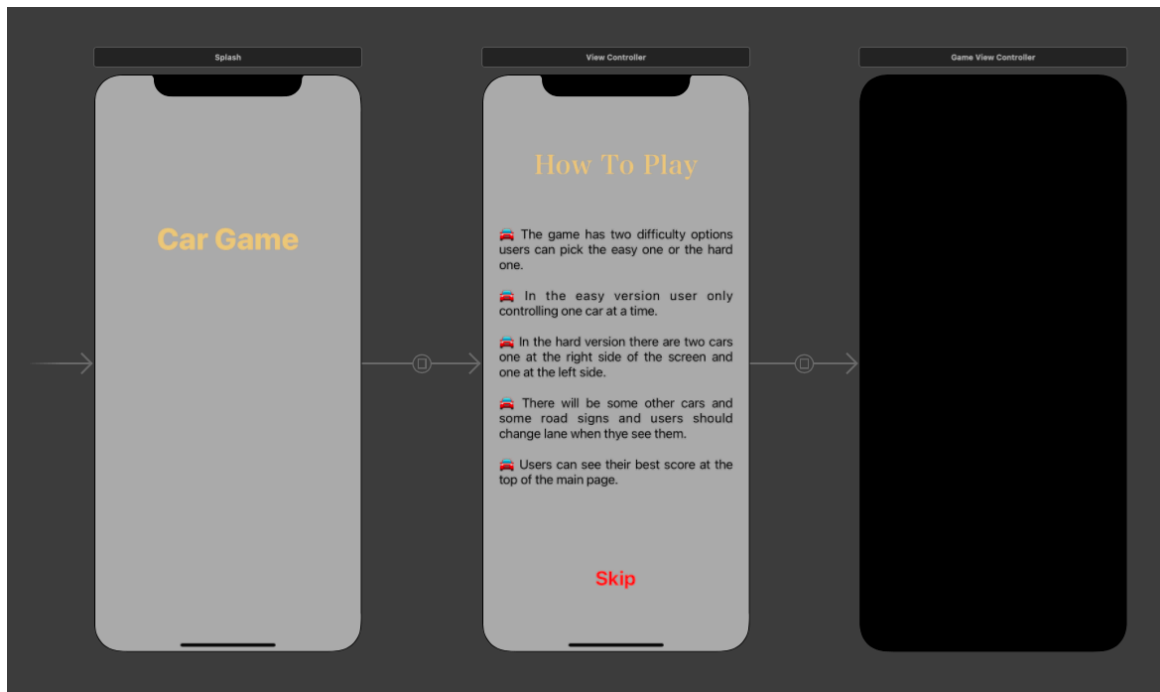 Splash
Car Game
View Controller
How To Play
🚘 The game has two difficulty options
users can pick the easy one or the hard
one.
🚘 In the easy version user only
controlling one car at a time.
🚘 In the hard version there are two cars
one at the right side of the screen and
one at the left side.
🚘 There will be some other cars and
some road signs and users should
change lane when thye see them.
🚘 Users can see their best score at the
top of the main page.
Skip
Game View Controller